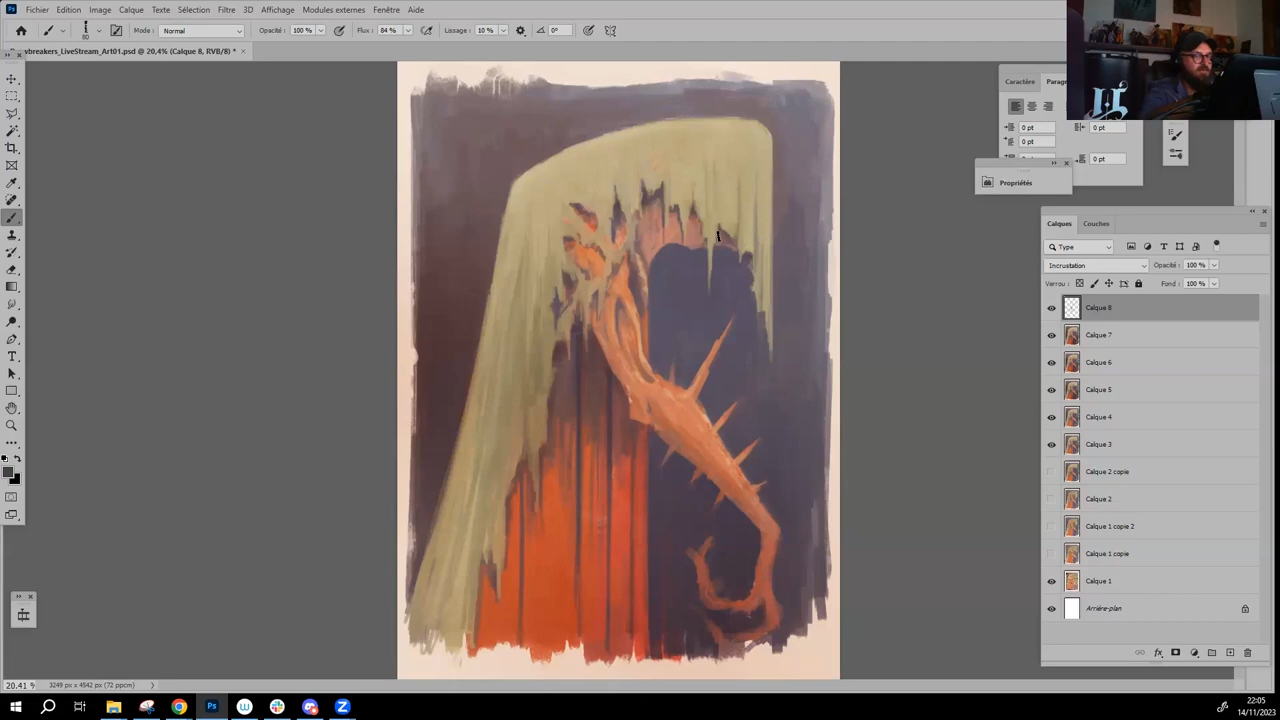 Fichier Edition Image Calque Texte Sélection Filtre 3D Affichage Modules externes Fenêtre Aide
80 Mode : Normal Opacité : 100 % Flux : 84 % Lissage : 10 % 0°
ybreakers_LiveStream_Art01.psd @ 20,4% (Calque 8, RVB/8) *
Caractère Parag
0 pt 0 pt
0 pt
0 pt
Propriétés
Calques Couches
Type
Incrustation Opacité : 100 %
Verrou : Fond : 100 %
Calque 8
Calque 7
Calque 6
Calque 5
Calque 4
Calque 3
Calque 2 copie
Calque 2
Calque 1 copie 2
Calque 1 copie
Calque 1
Arrière-plan
20,41 % 3249 px x 4542 px (72 ppcm)
22:05
14/11/2023